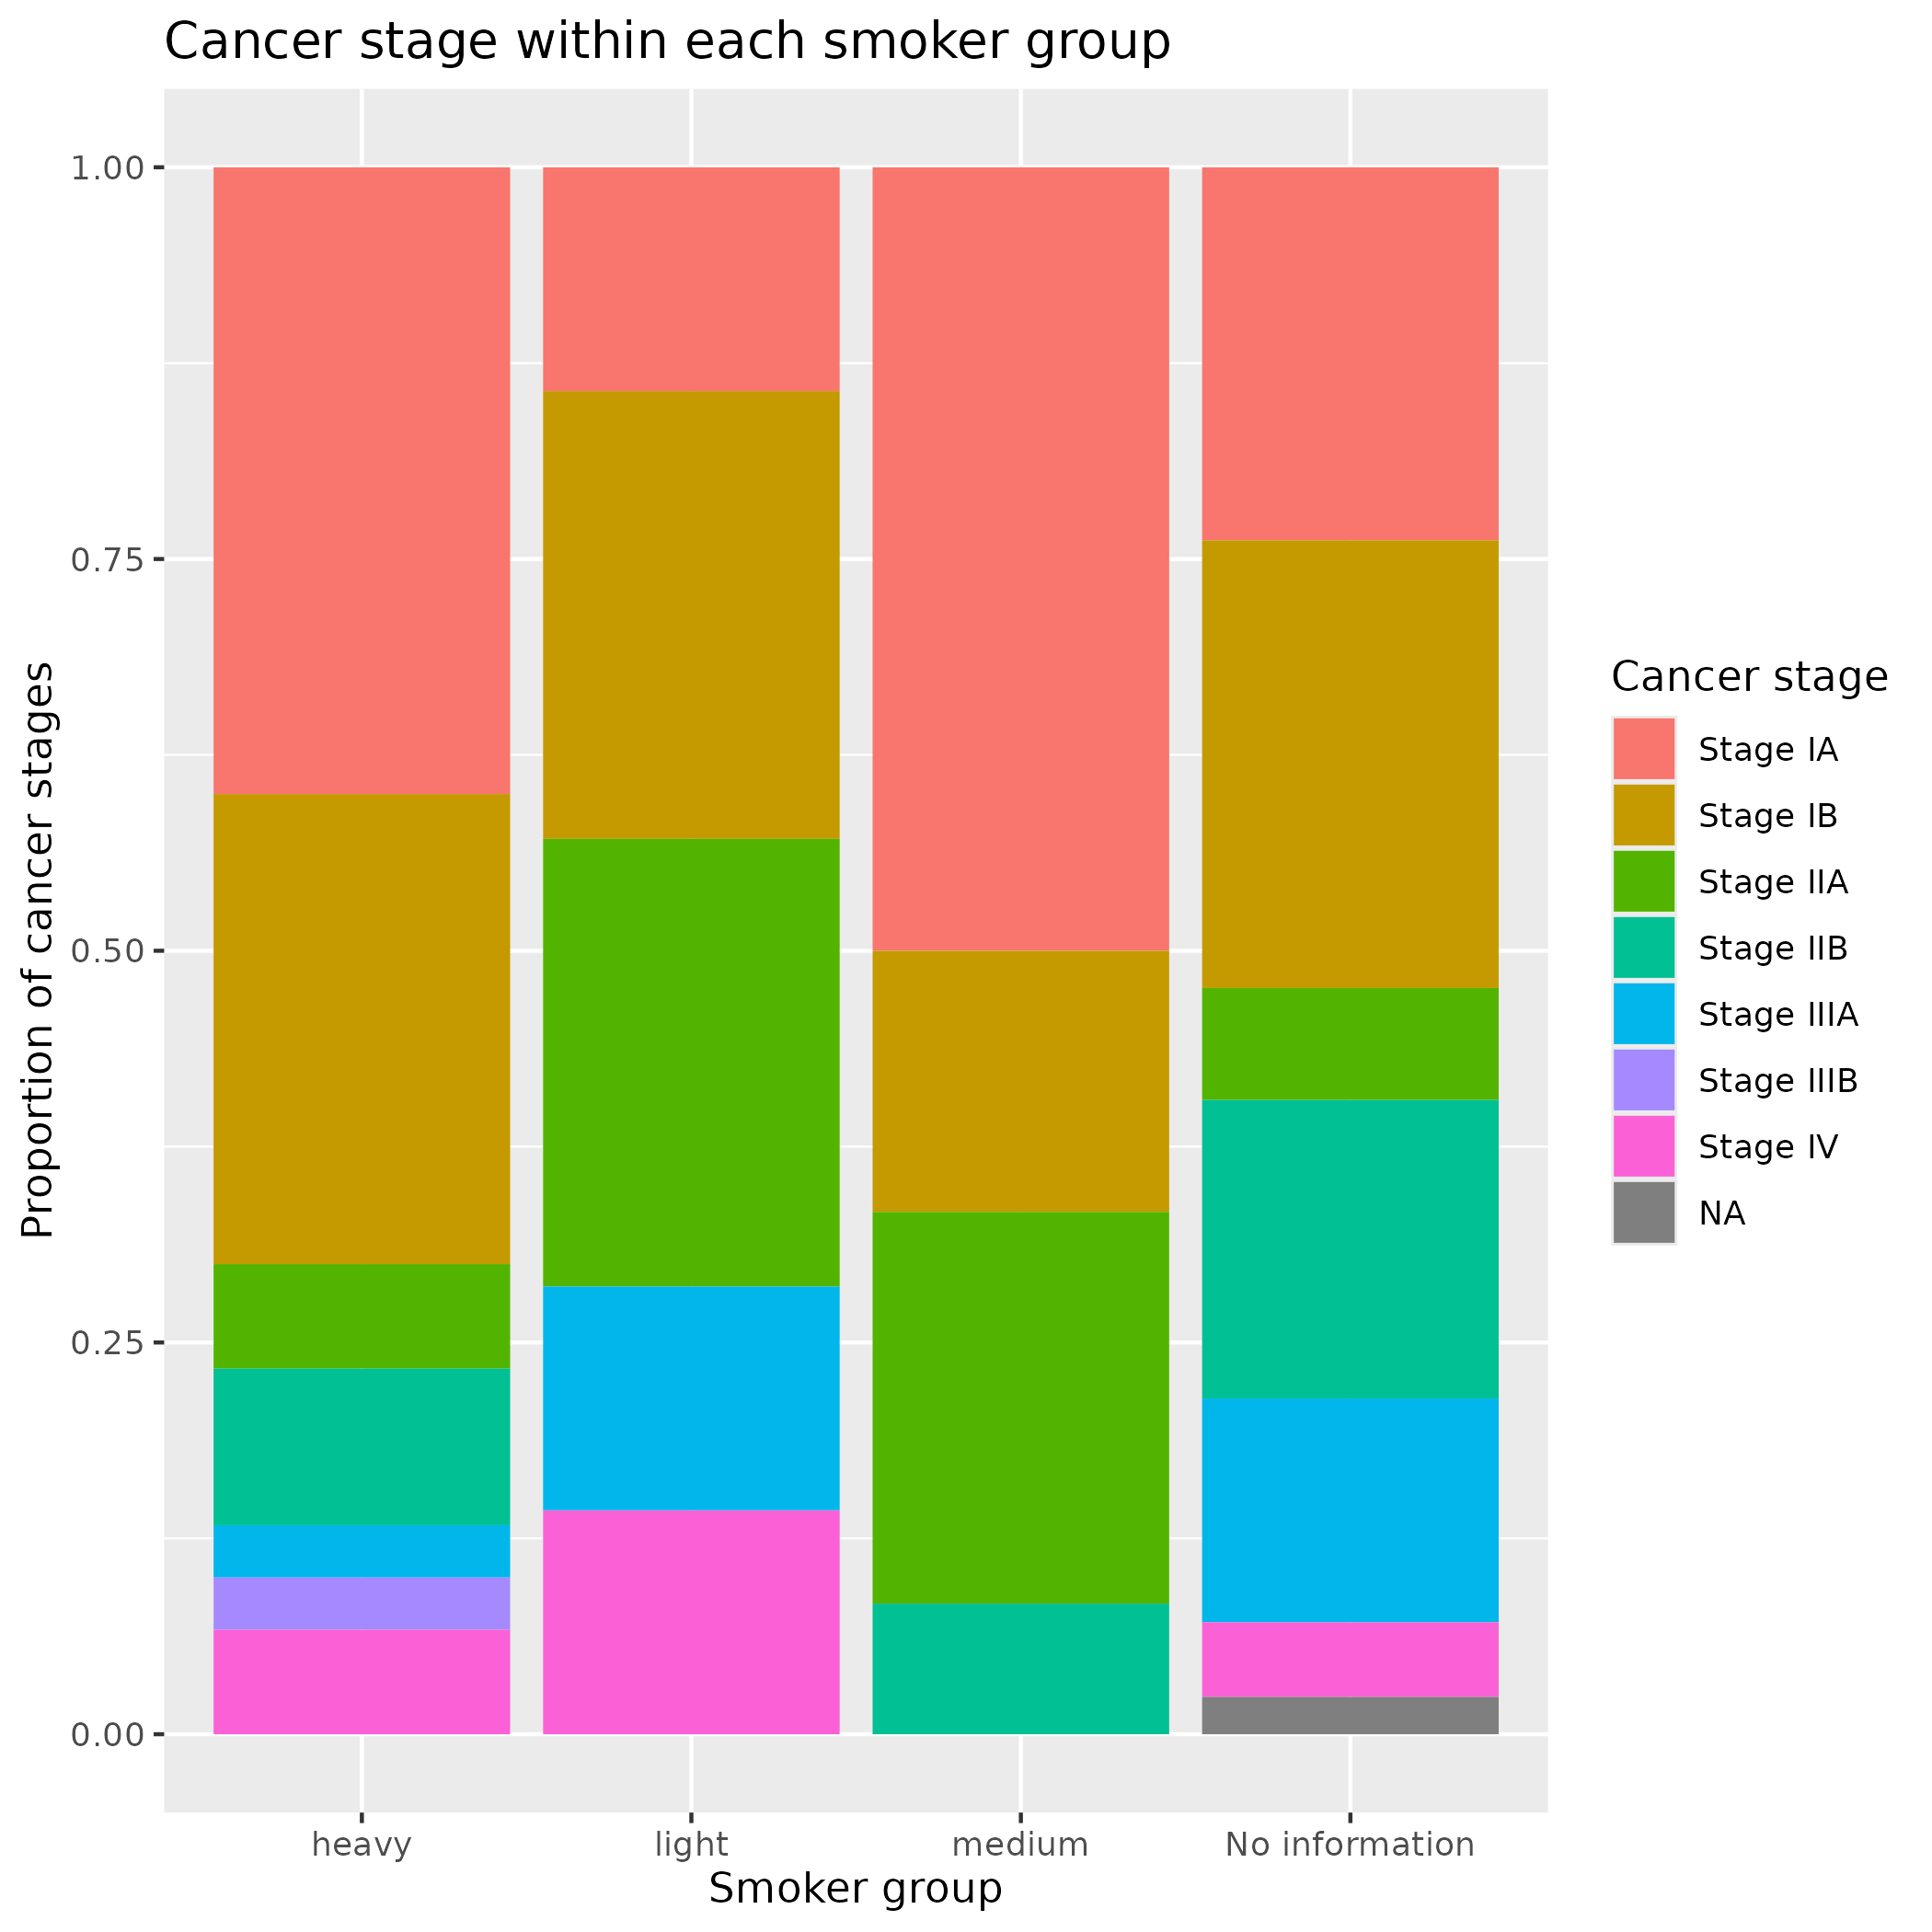 Cancer stage within each smoker group
1.00
0.75
0.50
0.25
0.00
Proportion of cancer stages
heavy
light
medium
No information
Smoker group
Cancer stage
Stage IA
Stage IB
Stage IIA
Stage IIB
Stage IIIA
Stage IIIB
Stage IV
NA